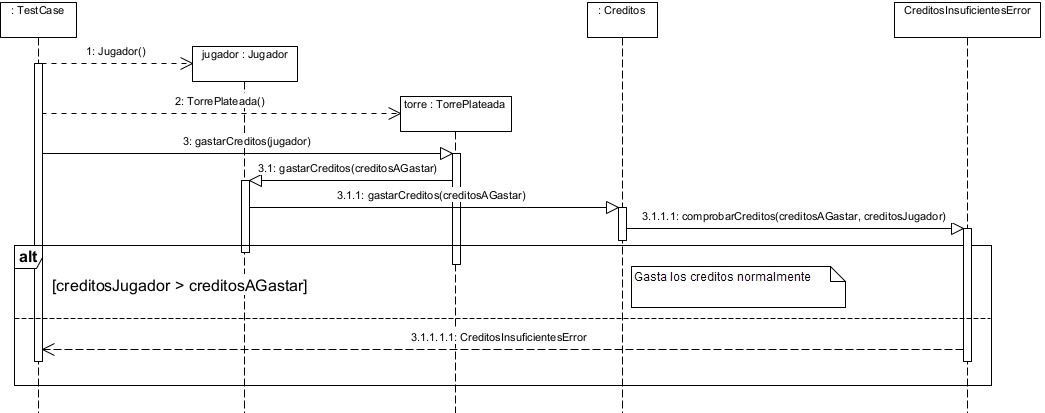 : TestCase
: Creditos
CreditosInsuficientesError
1: Jugador()
jugador : Jugador
2: TorrePlateada()
torre : TorrePlateada
3: gastarCreditos(jugador)
3.1: gastarCreditos(creditosAGastar)
3.1.1: gastarCreditos(creditosAGastar)
3.1.1.1: comprobarCreditos(creditosAGastar, creditosJugador)
alt
[creditosJugador > creditosAGastar]
Gasta los creditos normalmente
3.1.1.1.1: CreditosInsuficientesError